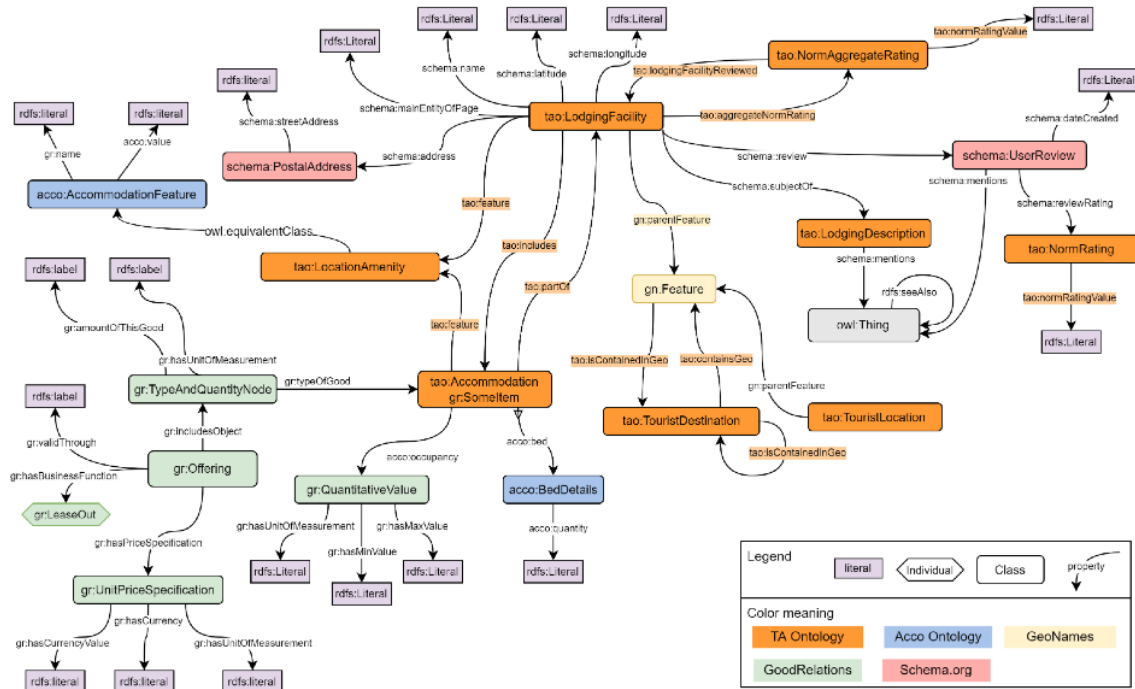 rdfs:Literal
rdfs:Literal
rdfs:Literal
rdfs:Literal
rdfs:Literal
tao:normRatingValue
schema:name
schema:latitude
schema:longitude
tao:NormAggregateRating
tao:lodgingFacilityReviewed
rdfs:literal
rdfs:literal
rdfs:literal
rdfs:Literal
schema:mainEntityOfPage
schema:streetAddress
tao:LodgingFacility
tao:aggregateNormRating
schema:dateCreated
gr:name
acco:value
schema:PostalAddress
schema:address
schema::review
schema:UserReview
acco:AccommodationFeature
schema:subjectOf
schema:mentions
tao:feature
schema:reviewRating
gn:parentFeature
owl:equivalentClass
tao:includes
tao:LodgingDescription
tao:NormRating
rdfs:label
rdfs:label
tao:LocationAmenity
schema:mentions
tao:partOf
gn:Feature
rdfs:seeAlso
tao:normRatingValue
gr:amountOfThisGood
tao:feature
owl:Thing
rdfs:Literal
gr:hasUnitOfMeasurement
tao:isContainedInGeo
tao:containsGeo
gr:TypeAndQuantityNode
gr:typeOfGood
tao:Accommodation
gr:SomeItem
gn:parentFeature
rdfs:label
gr:includesObject
tao:TouristDestination
tao:TouristLocation
gr:validThrough
acco:bed
tao:isContainedInGeo
gr:Offering
acco:occupancy
gr:hasBusinessFunction
gr:QuantitativeValue
acco:BedDetails
gr:LeaseOut
gr:hasUnitOfMeasurement
gr:hasMaxValue
acco:quantity
gr:hasPriceSpecification
gr:hasMinValue
rdfs:Literal
rdfs:Literal
rdfs:Literal
rdfs:Literal
gr:UnitPriceSpecification
gr:hasCurrency
gr:hasCurrencyValue
gr:hasUnitOfMeasurement
rdfs:literal
rdfs:literal
rdfs:literal
Legend
literal
Individual
Class
property
Color meaning
TA Ontology
Acco Ontology
GeoNames
GoodRelations
Schema.org